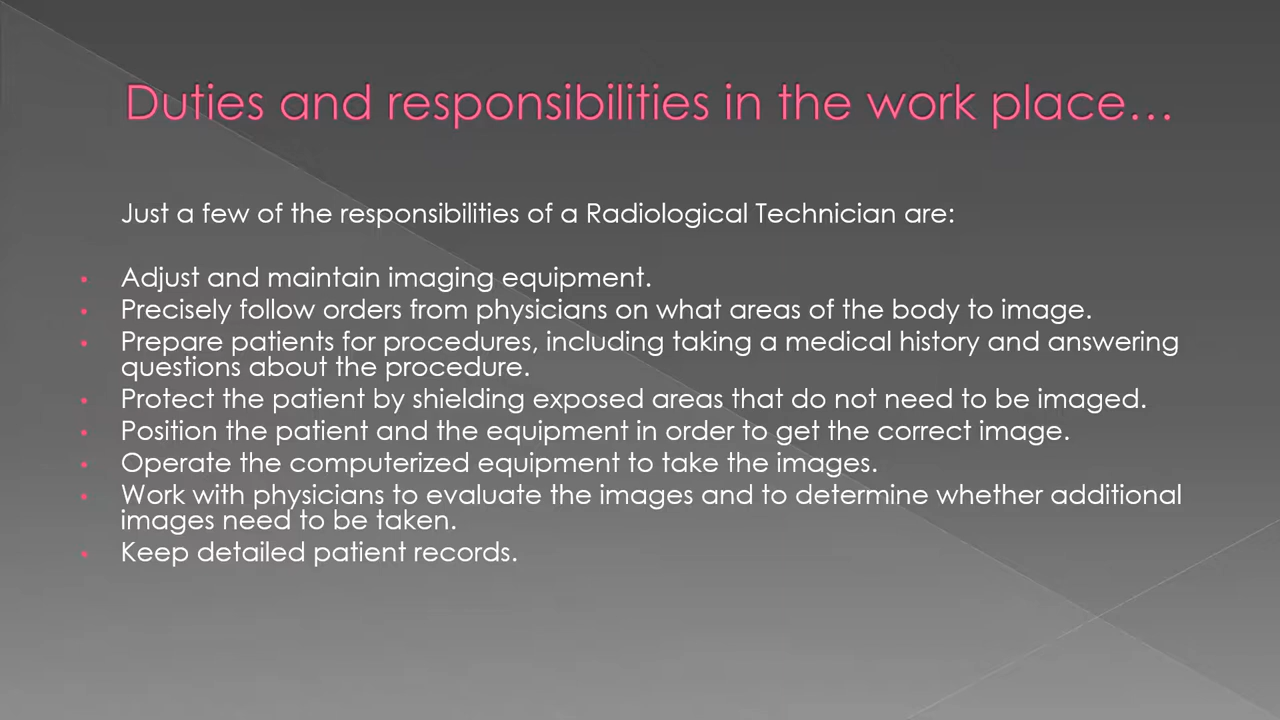 Duties and responsibilities in the work place…
Just a few of the responsibilities of a Radiological Technician are:
• Adjust and maintain imaging equipment.
• Precisely follow orders from physicians on what areas of the body to image.
• Prepare patients for procedures, including taking a medical history and answering
questions about the procedure.
• Protect the patient by shielding exposed areas that do not need to be imaged.
• Position the patient and the equipment in order to get the correct image.
• Operate the computerized equipment to take the images.
• Work with physicians to evaluate the images and to determine whether additional
images need to be taken.
• Keep detailed patient records.